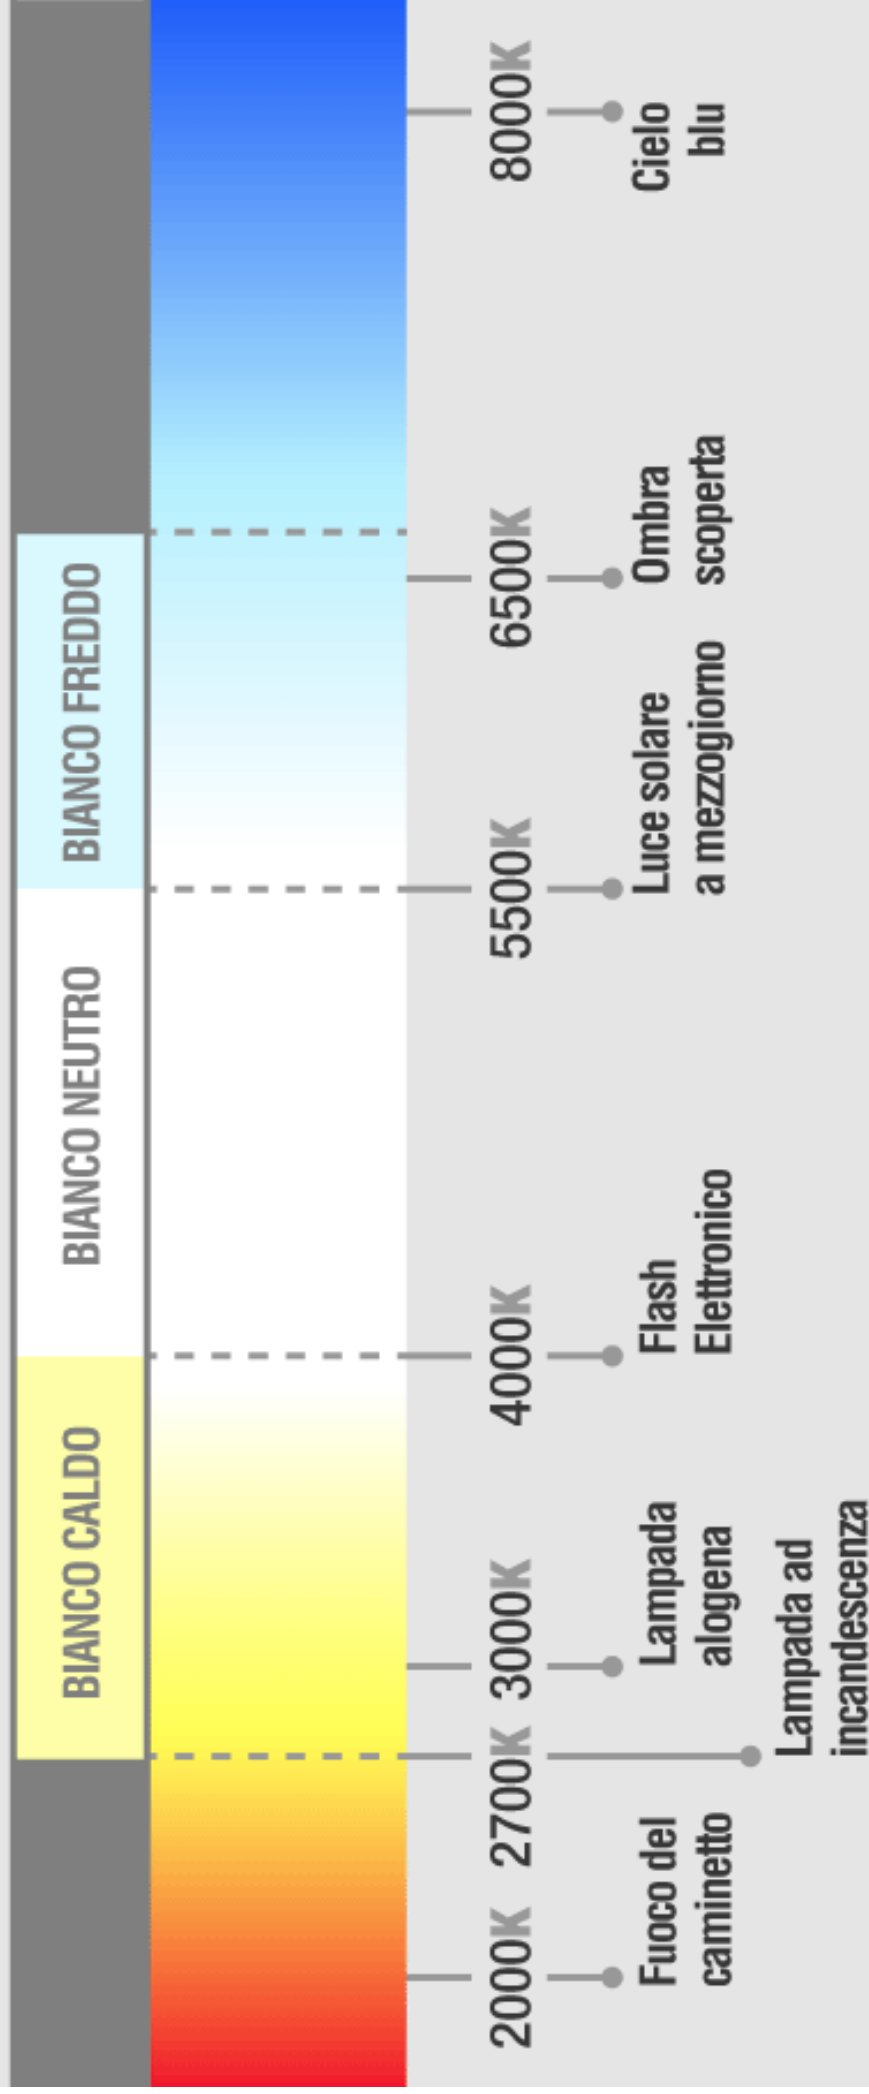 BIANCO CALDO
BIANCO NEUTRO
BIANCO FREDDO
2000K
2700K
3000K
4000K
5500K
6500K
8000K
Fuoco del
caminetto
Lampada ad
incandescenza
Lampada
alogena
Flash
Elettronico
Luce solare
a mezzogiorno
Ombra
scoperta
Cielo
blu